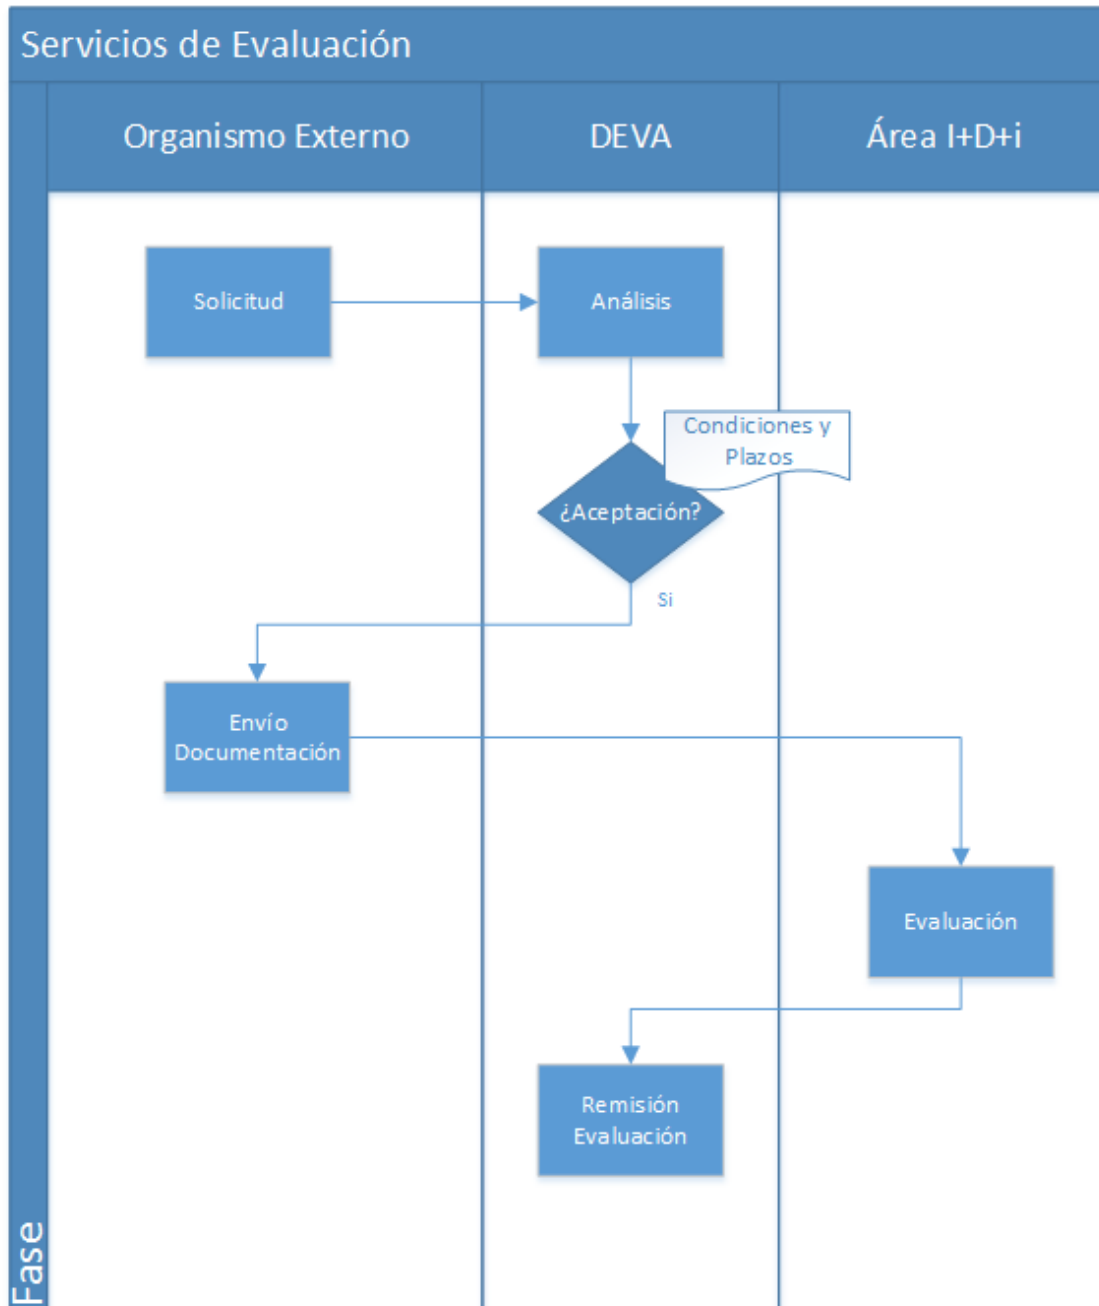 Servicios de Evaluación
Organismo Externo
DEVA
Área I+D+i
Solicitud
Análisis
Condiciones y
Plazos
¿Aceptación?
Si
Envío
Documentación
Evaluación
Remisión
Evaluación
Fase